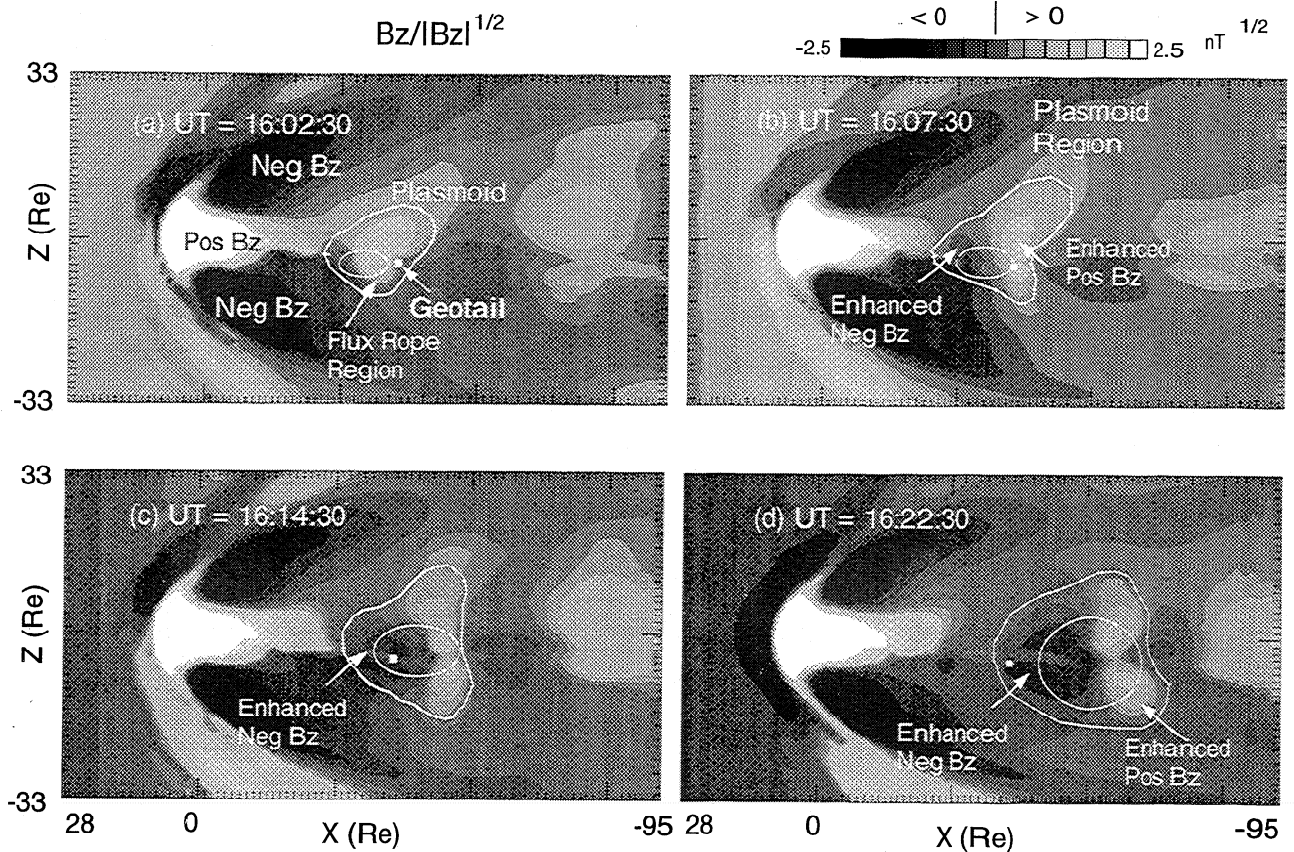 Bz/|Bz| 1/2
< 0 | > 0
-2.5 2.5 nT 1/2
33
Z (Re)
-33
(a) UT = 16:02:30
Neg Bz
Plasmoid
Pos Bz
Neg Bz
Geotail
Flux Rope
Region
(b) UT = 16:07:30
Plasmoid
Region
Enhanced
Pos Bz
Enhanced
Neg Bz
33
Z (Re)
-33
(c) UT = 16:14:30
Enhanced
Neg Bz
(d) UT = 16:22:30
Enhanced
Neg Bz
Enhanced
Pos Bz
28 0 X (Re) -95
28 0 X (Re) -95